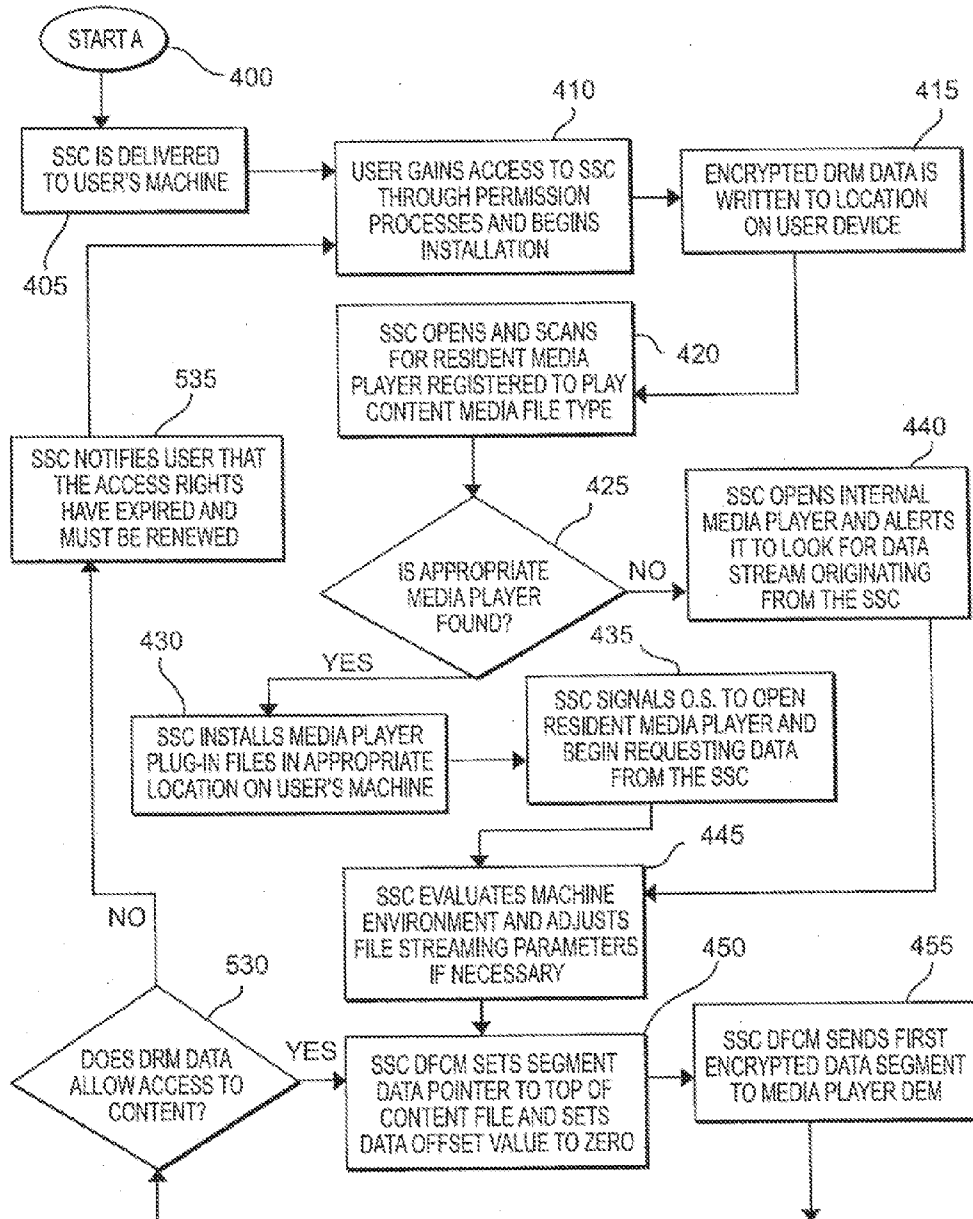 START A
400
SSC IS DELIVERED
TO USER'S MACHINE
405
410
USER GAINS ACCESS TO SSC
THROUGH PERMISSION
PROCESSES AND BEGINS
INSTALLATION
415
ENCRYPTED DRM DATA IS
WRITTEN TO LOCATION
ON USER DEVICE
SSC OPENS AND SCANS
FOR RESIDENT MEDIA
PLAYER REGISTERED TO PLAY
CONTENT MEDIA FILE TYPE
420
535
SSC NOTIFIES USER THAT
THE ACCESS RIGHTS
HAVE EXPIRED AND
MUST BE RENEWED
425
IS APPROPRIATE
MEDIA PLAYER
FOUND?
NO
YES
440
SSC OPENS INTERNAL
MEDIA PLAYER AND ALERTS
IT TO LOOK FOR DATA
STREAM ORIGINATING
FROM THE SSC
430
SSC INSTALLS MEDIA PLAYER
PLUG-IN FILES IN APPROPRIATE
LOCATION ON USER'S MACHINE
435
SSC SIGNALS O.S. TO OPEN
RESIDENT MEDIA PLAYER AND
BEGIN REQUESTING DATA
FROM THE SSC
445
SSC EVALUATES MACHINE
ENVIRONMENT AND ADJUSTS
FILE STREAMING PARAMETERS
IF NECESSARY
NO
530
DOES DRM DATA
ALLOW ACCESS TO
CONTENT?
YES
450
SSC DFCM SETS SEGMENT
DATA POINTER TO TOP OF
CONTENT FILE AND SETS
DATA OFFSET VALUE TO ZERO
455
SSC DFCM SENDS FIRST
ENCRYPTED DATA SEGMENT
TO MEDIA PLAYER DEM